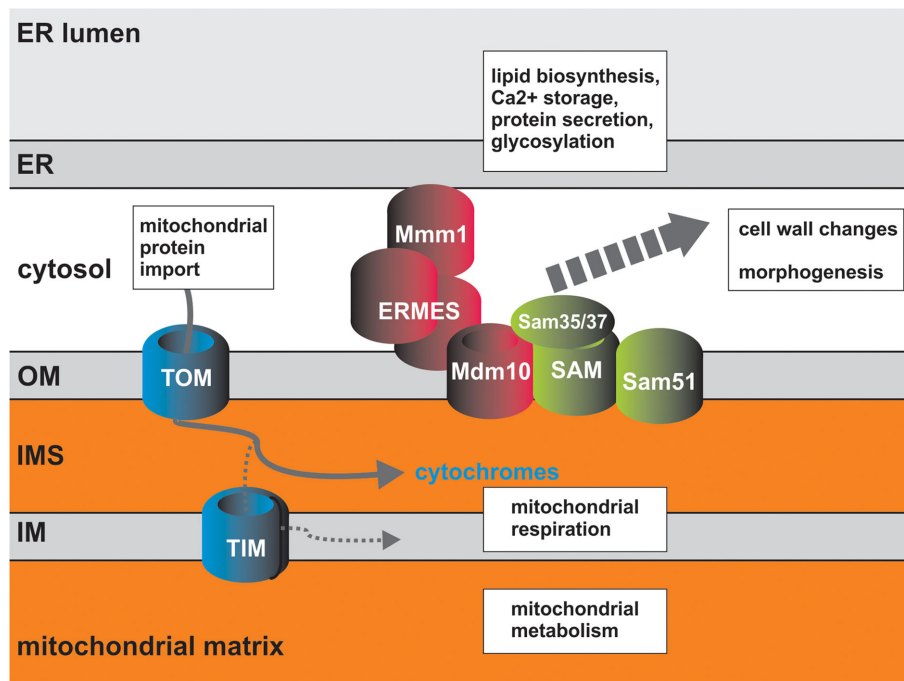 ER lumen
lipid biosynthesis,
Ca2+ storage,
protein secretion,
glycosylation
ER
mitochondrial
protein
import
Mmm1
cell wall changes
morphogenesis
cytosol
ERMES
Sam35/37
OM
TOM
Mdm10
SAM
Sam51
IMS
cytochromes
mitochondrial
respiration
IM
TIM
mitochondrial
metabolism
mitochondrial matrix